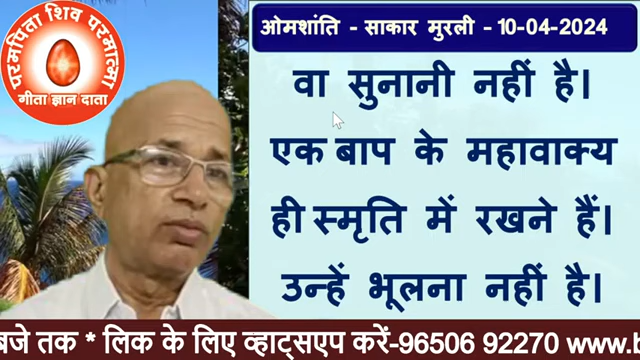 परमपिता शिव परमात्मा
गीता ज्ञान दाता
ओमशांति - साकार मुरली - 10-04-2024
वा सुनानी नहीं है।
एक बाप के महावाक्य
ही स्मृति में रखने हैं।
उन्हें भूलना नहीं है।
बजे तक * लिक के लिए व्हाट्सएप करें-96506 92270 www.b